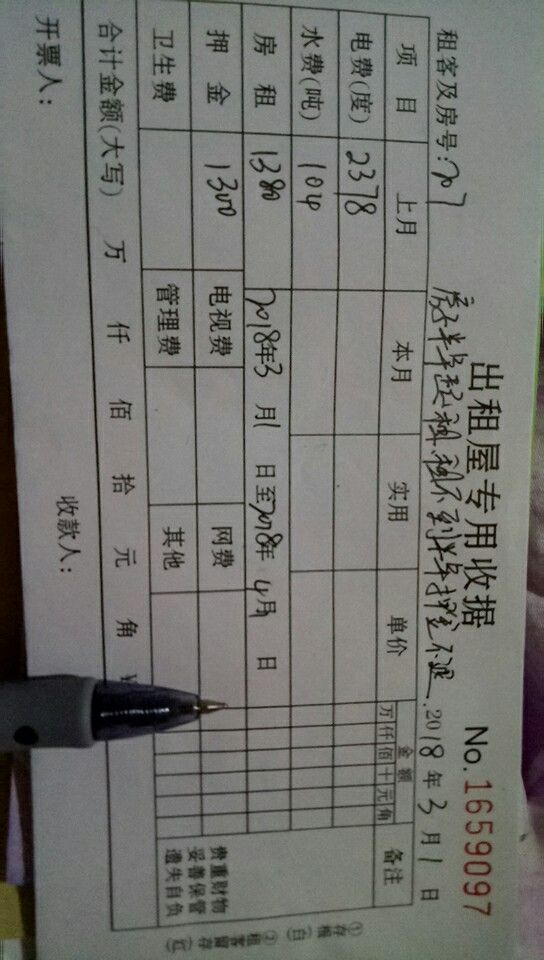 出租屋专用收据
No. 1659097
租客及房号：707
房子半年起租，租不到半年押金不退。
2018年3月1日
项目 上月 本月 实用 单价 金额 备注
万仟佰十元角
电费(度) 2378
水费(吨) 104
房租 1380 2018年3月1日至2018年4月1日
押金 1300 电视费 网费
卫生费 管理费 其他
贵重财物
妥善保管
遗失自负
合计金额(大写) 万 仟 佰 拾 元 角
开票人： 收款人：
①存根(白) ②租客留存(红)